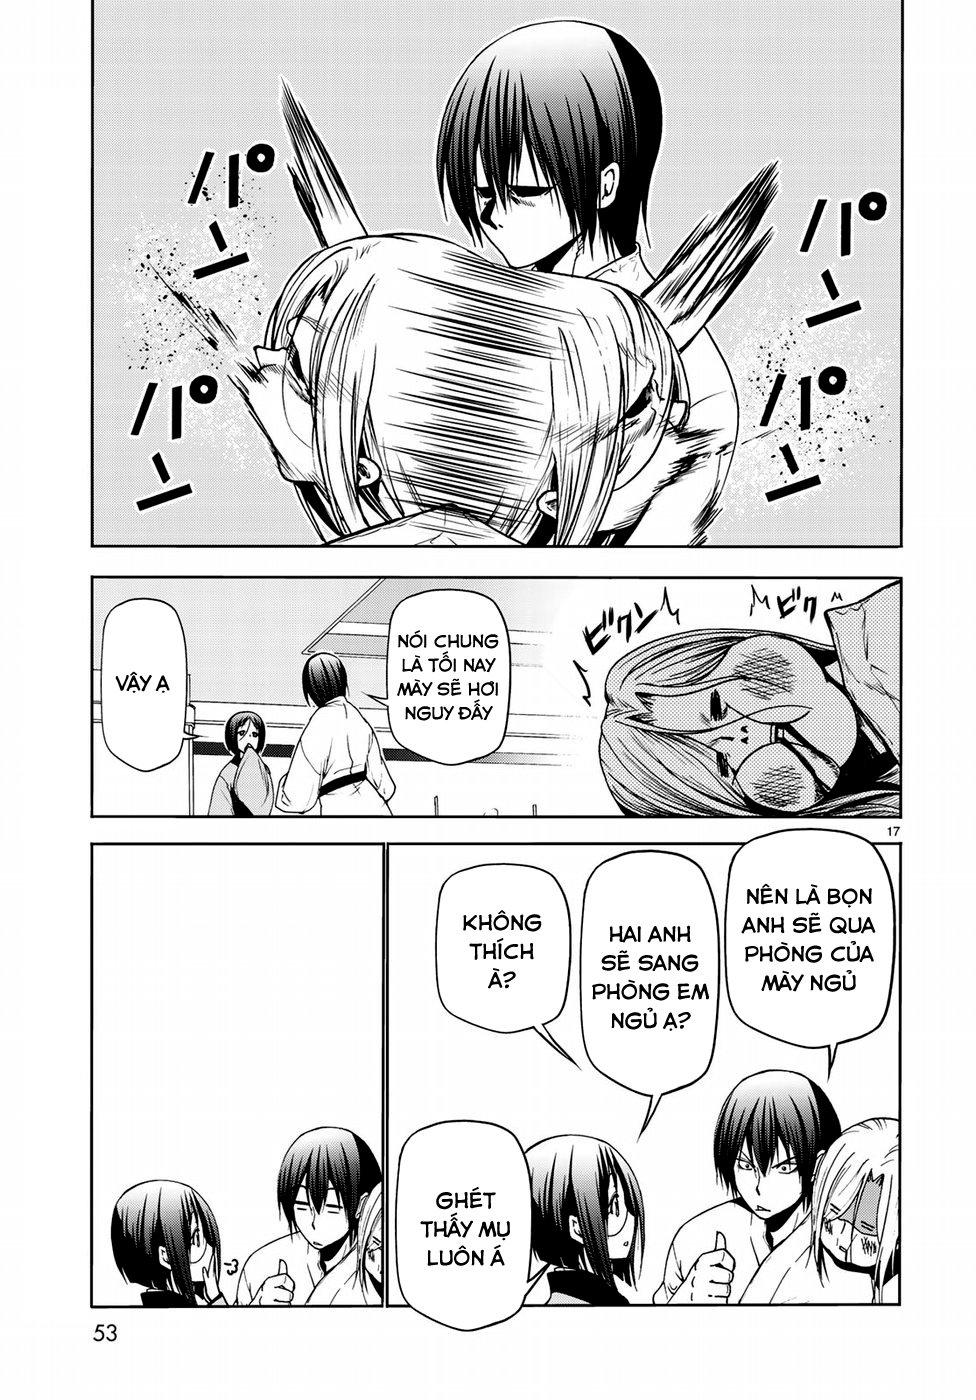 パーン
パーン
パーン
パーン
ビクンッ
ビクッ
NÓI CHUNG
LÀ TỐI NAY
MÀY SẼ HƠI
NGUY ĐẤY
VẬY Ạ
17
NÊN LÀ BỌN
ANH SẼ QUA
PHÒNG CỦA
MÀY NGỦ
HAI ANH
SẼ SANG
PHÒNG EM
NGỦ Ạ?
KHÔNG
THÍCH
À?
GHÉT
THẤY MỤ
LUÔN Á
53